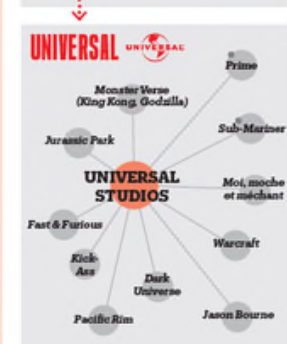 UNIVERSAL
UNIVERSAL
Prime
Monster Verse
(King Kong, Godzilla)
Sub-Mariner
Jurassic Park
UNIVERSAL
STUDIOS
Moi, moche
et méchant
Fast & Furious
Warcraft
Kick-
Ass
Dark
Universe
Pacific Rim
Jason Bourne